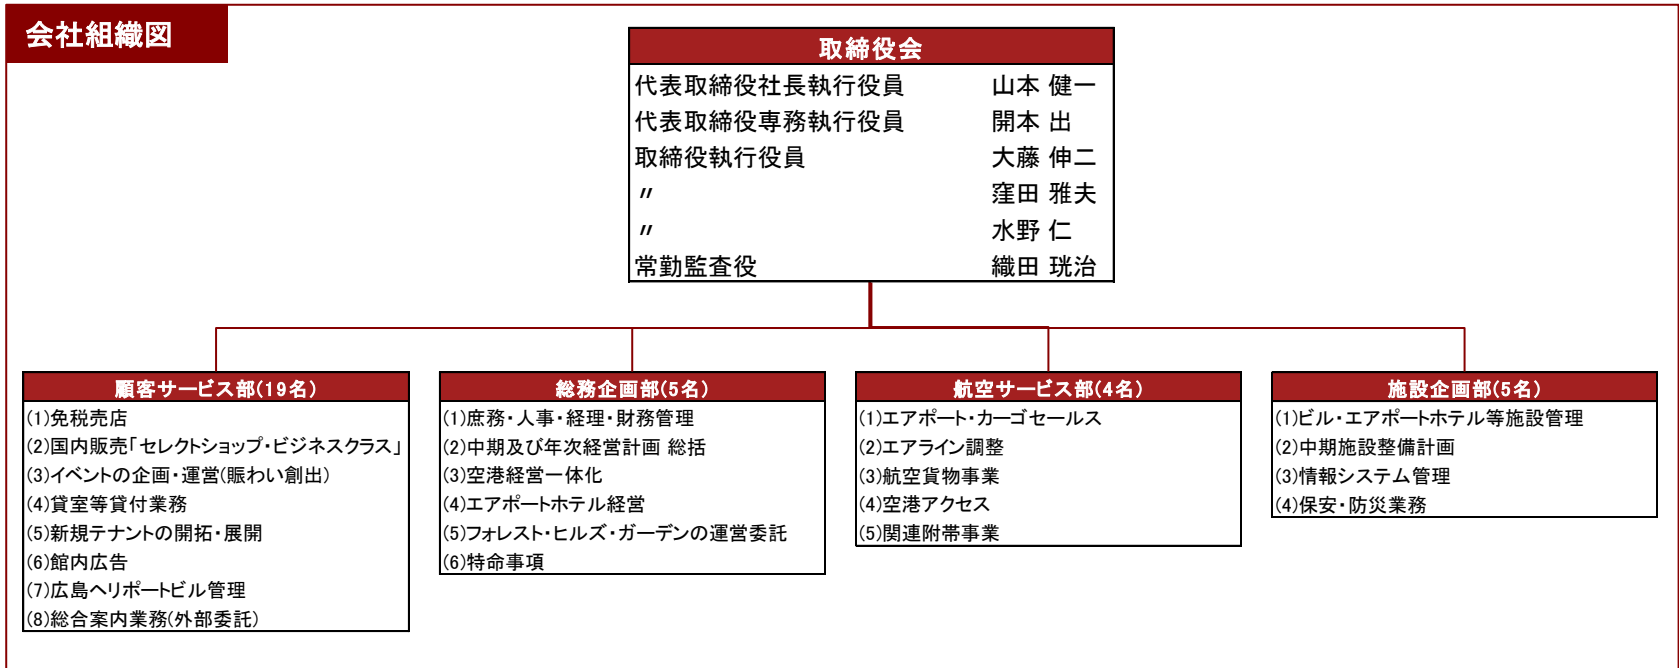 会社組織図
取締役会
代表取締役社長執行役員 山本 健一
代表取締役専務執行役員 開本 出
取締役執行役員 大藤 伸二
〃 窪田 雅夫
〃 水野 仁
常勤監査役 織田 珖治
顧客サービス部(19名)
(1)免税売店
(2)国内販売「セレクトショップ・ビジネスクラス」
(3)イベントの企画・運営(賑わい創出)
(4)貸室等貸付業務
(5)新規テナントの開拓・展開
(6)館内広告
(7)広島ヘリポートビル管理
(8)総合案内業務(外部委託)
総務企画部(5名)
(1)庶務・人事・経理・財務管理
(2)中期及び年次経営計画 総括
(3)空港経営一体化
(4)エアポートホテル経営
(5)フォレスト・ヒルズ・ガーデンの運営委託
(6)特命事項
航空サービス部(4名)
(1)エアポート・カーゴセールス
(2)エアライン調整
(3)航空貨物事業
(4)空港アクセス
(5)関連附帯事業
施設企画部(5名)
(1)ビル・エアポートホテル等施設管理
(2)中期施設整備計画
(3)情報システム管理
(4)保安・防災業務